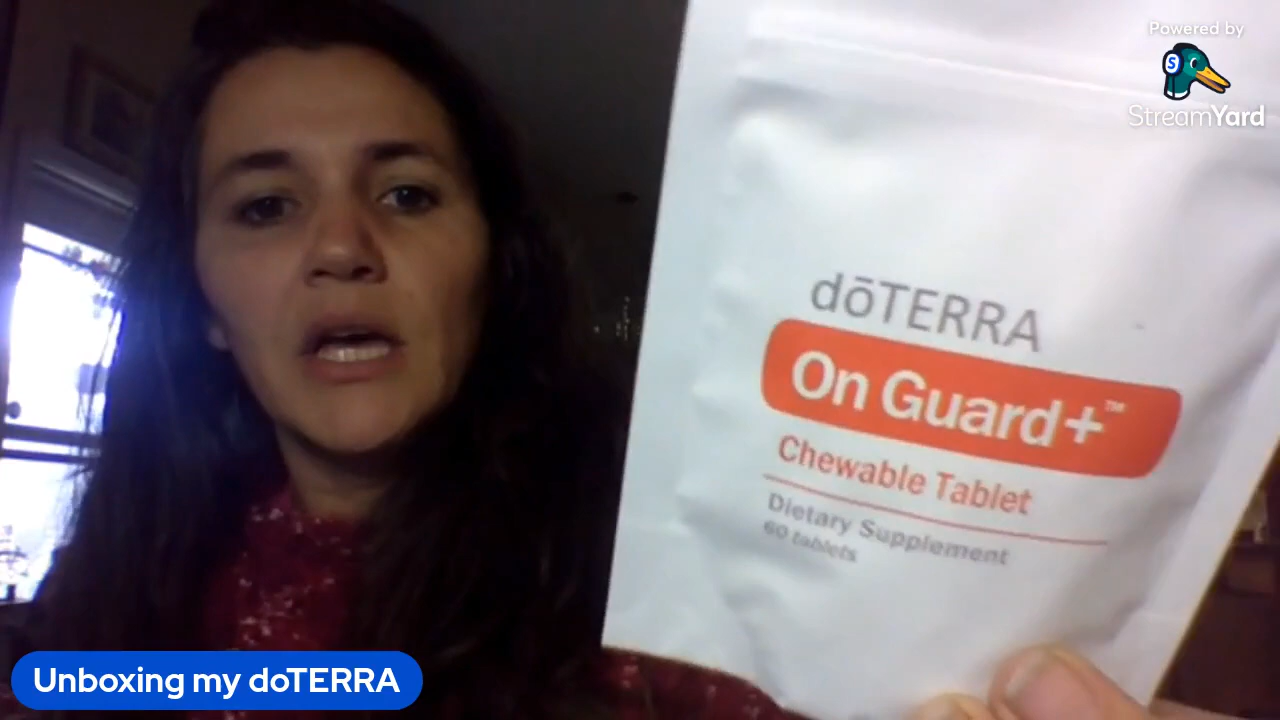 Powered by
S
StreamYard
dōTERRA
On Guard+™
Chewable Tablet
Dietary Supplement
60 tablets
Unboxing my doTERRA